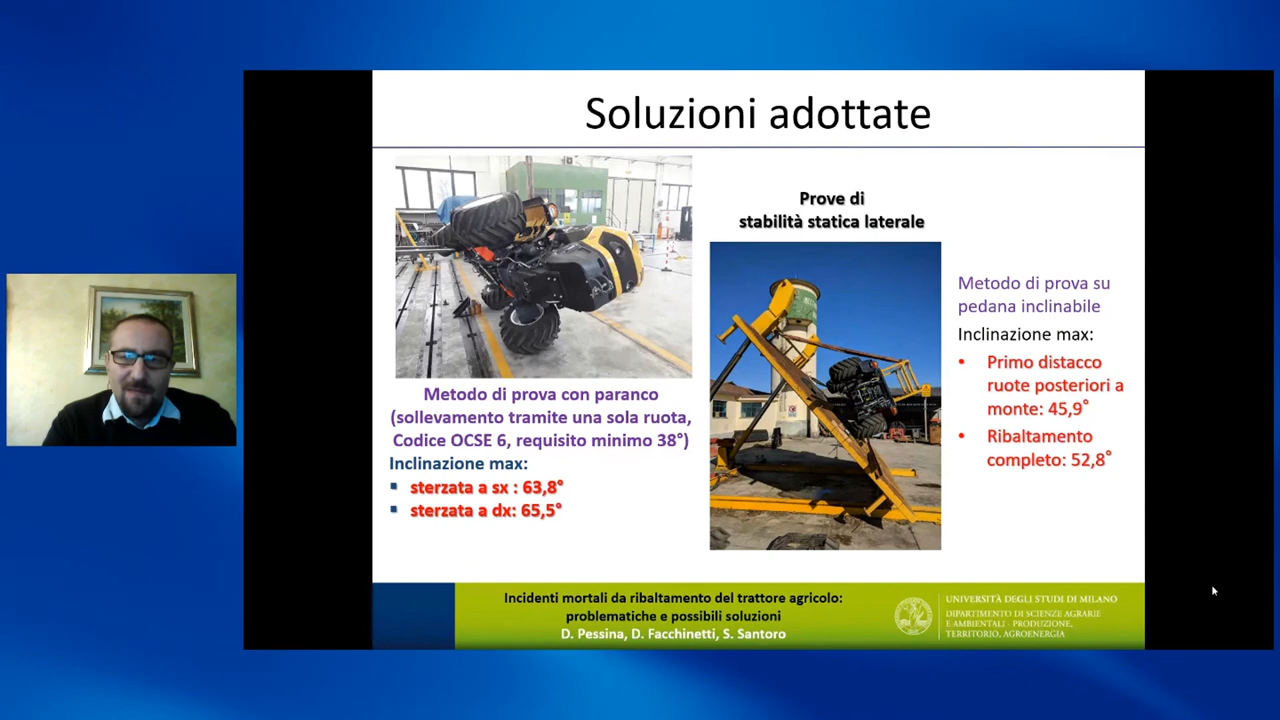 Soluzioni adottate
Metodo di prova con paranco
(sollevamento tramite una sola ruota,
Codice OCSE 6, requisito minimo 38°)
Inclinazione max:
▪ sterzata a sx : 63,8°
▪ sterzata a dx: 65,5°
Prove di
stabilità statica laterale
Metodo di prova su
pedana inclinabile
Inclinazione max:
• Primo distacco
ruote posteriori a
monte: 45,9°
• Ribaltamento
completo: 52,8°
Incidenti mortali da ribaltamento del trattore agricolo:
problematiche e possibili soluzioni
D. Pessina, D. Facchinetti, S. Santoro
UNIVERSITÀ DEGLI STUDI DI MILANO
DIPARTIMENTO DI SCIENZE AGRARIE
E AMBIENTALI - PRODUZIONE,
TERRITORIO, AGROENERGIA